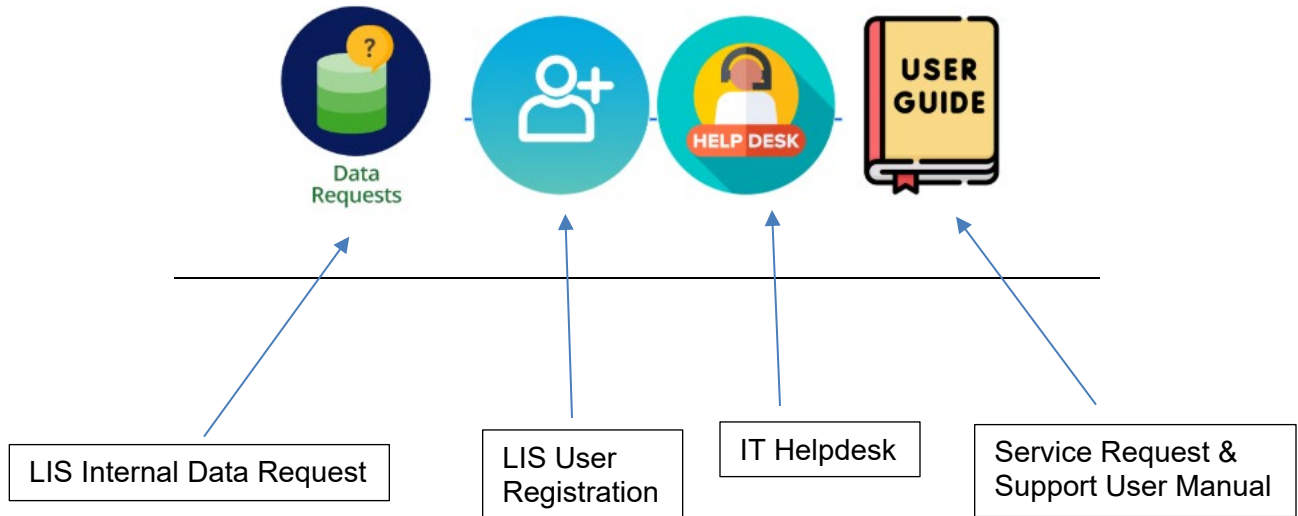 ?
Data
Requests
HELP DESK
USER
GUIDE
LIS Internal Data Request
LIS User
Registration
IT Helpdesk
Service Request &
Support User Manual